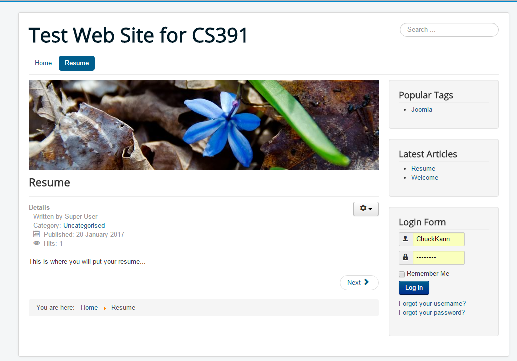 Test Web Site for CS391
Search ...
Home
Resume
Popular Tags
Joomla
Latest Articles
Resume
Welcome
Resume
Details
Written by Super User
Category: Uncategorised
Published: 20 January 2017
Hits: 1
This is where you will put your resume...
Next
You are here: Home Resume
Login Form
ChuckKann
--------
Remember Me
Log in
Forgot your username?
Forgot your password?